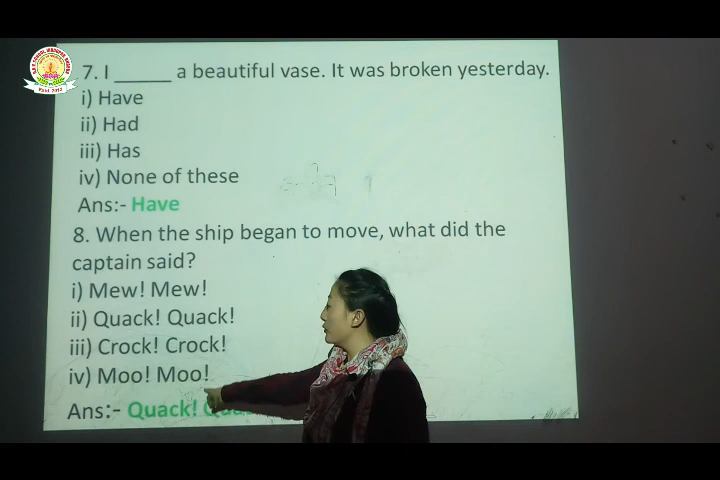 7. I _____ a beautiful vase. It was broken yesterday.
i) Have
ii) Had
iii) Has
iv) None of these
Ans:- Have
8. When the ship began to move, what did the
captain said?
i) Mew! Mew!
ii) Quack! Quack!
iii) Crock! Crock!
iv) Moo! Moo!
Ans:- Quack!